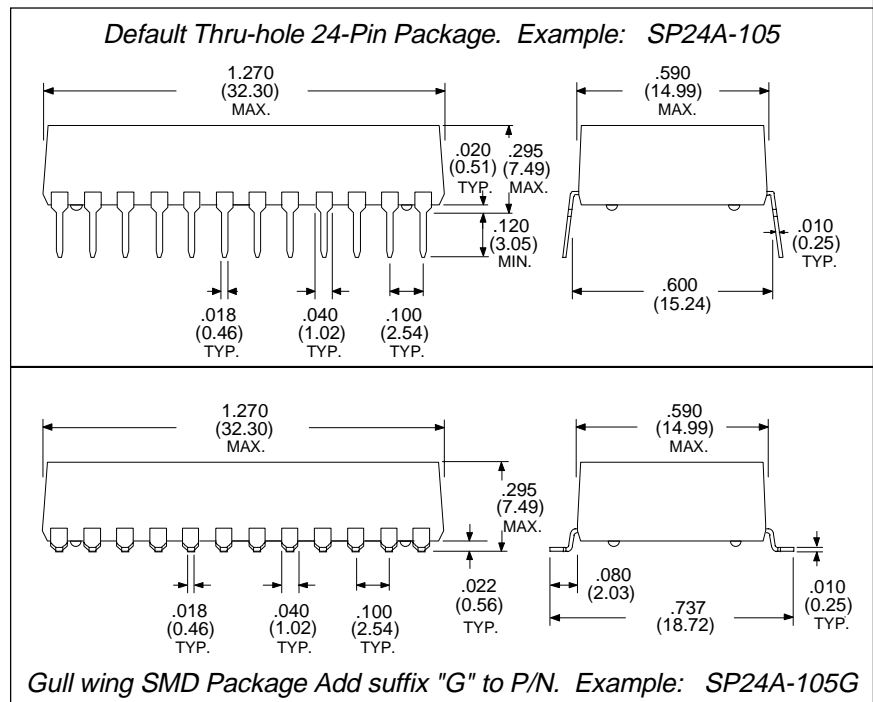 Default Thru-hole 24-Pin Package. Example: SP24A-105
1.270
(32.30)
MAX.
.590
(14.99)
MAX.
.020
(0.51)
TYP.
.295
(7.49)
MAX.
.120
(3.05)
MIN.
.010
(0.25)
TYP.
.600
(15.24)
.018
(0.46)
TYP.
.040
(1.02)
TYP.
.100
(2.54)
TYP.
1.270
(32.30)
MAX.
.590
(14.99)
MAX.
.295
(7.49)
MAX.
.018
(0.46)
TYP.
.040
(1.02)
TYP.
.100
(2.54)
TYP.
.022
(0.56)
TYP.
.080
(2.03)
.737
(18.72)
.010
(0.25)
TYP.
Gull wing SMD Package Add suffix "G" to P/N. Example: SP24A-105G